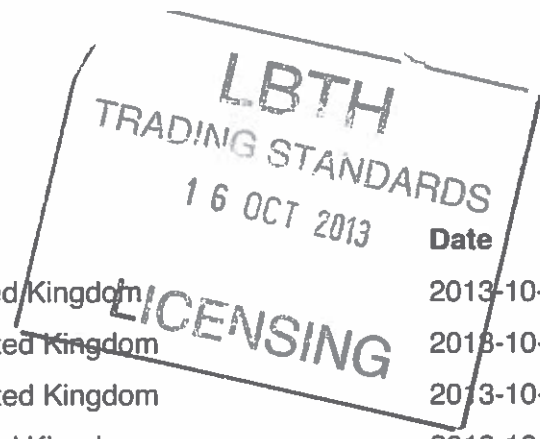 LBTH
TRADING STANDARDS
16 OCT 2013
Date
ed Kingdom 2013-10-
LICENSING
ted Kingdom 2013-10-
ted Kingdom 2013-10-